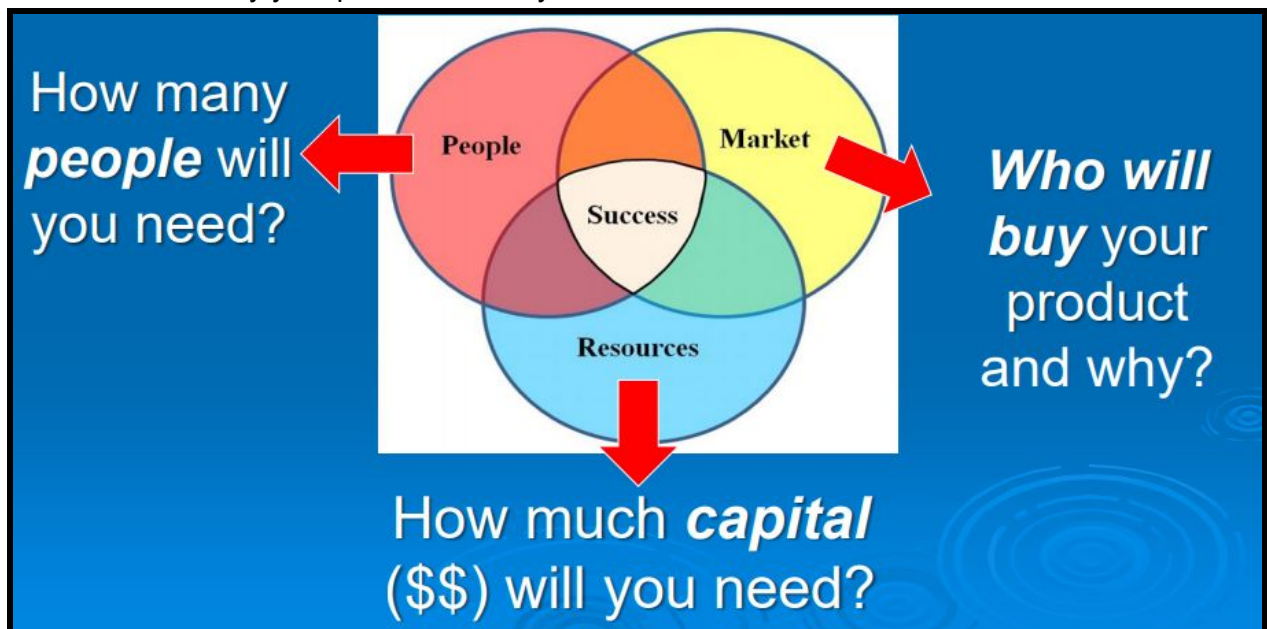 How many
people will
you need?
People
Market
Success
Resources
Who will
buy your
product
and why?
How much capital
($$) will you need?